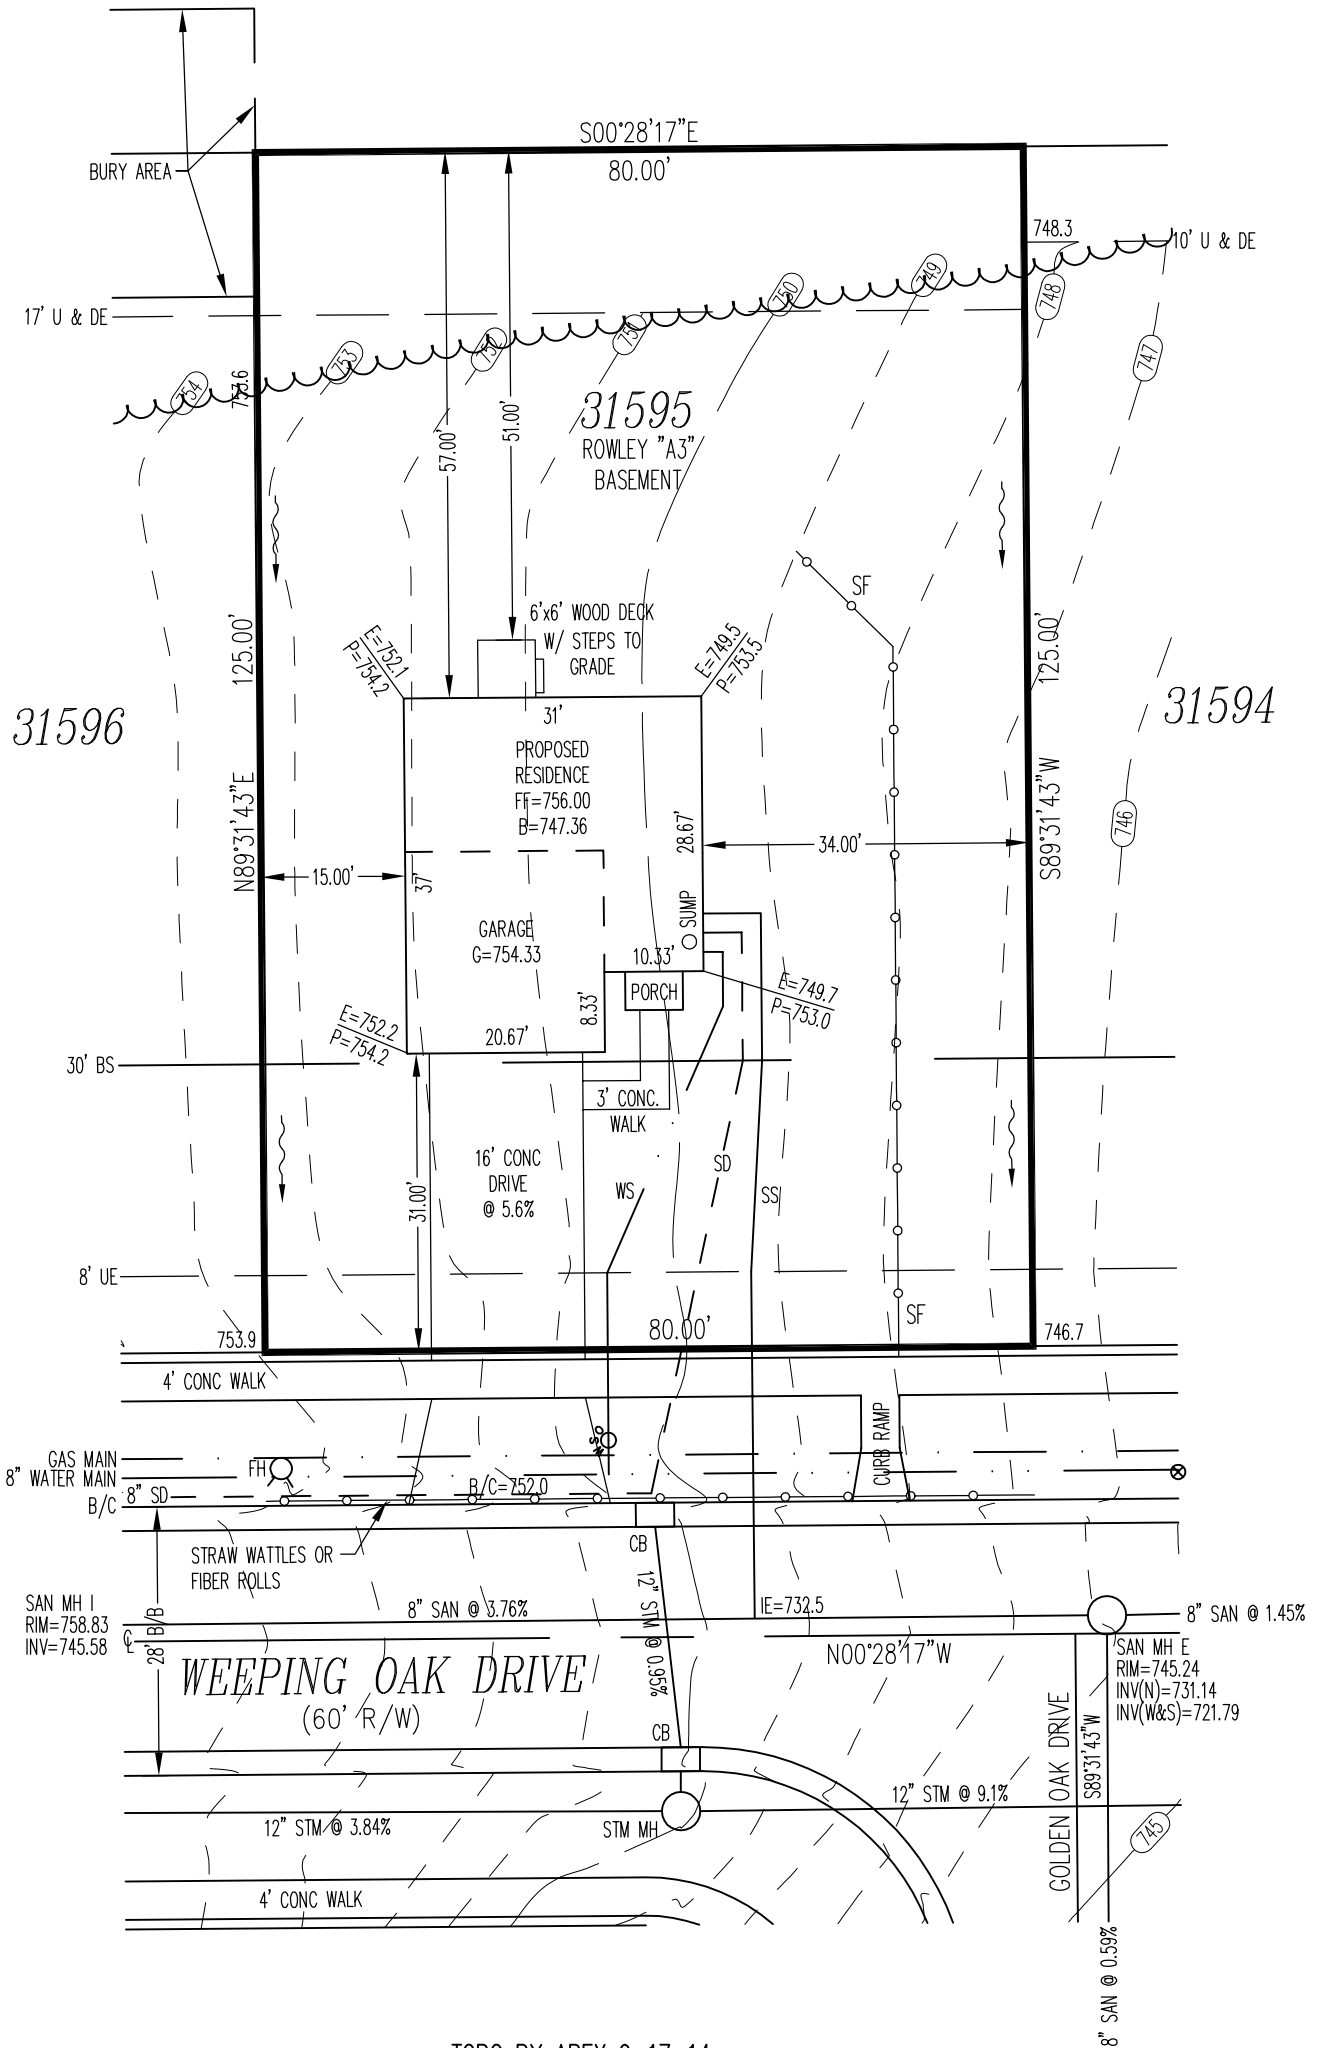 S00°28'17"E
80.00'
BURY AREA
748.3
10' U & DE
17' U & DE
754
753
752
750
749
748
747
753.6
31595
ROWLEY "A3"
BASEMENT
57.00'
51.00'
SF
6'x6' WOOD DECK
W/ STEPS TO
GRADE
E=752.1
P=754.2
E=749.5
P=753.5
125.00'
N89°31'43"E
125.00'
S89°31'43"W
31596
31594
31'
PROPOSED
RESIDENCE
FF=756.00
B=747.36
28.67'
34.00'
746
15.00'
37'
GARAGE
G=754.33
SUMP
10.33'
PORCH
8.33'
E=749.7
P=753.0
E=752.2
P=754.2
20.67'
30' BS
3' CONC.
WALK
16' CONC
DRIVE
@ 5.6%
31.00'
WS
SD
SS
8' UE
SF
80.00'
753.9
746.7
4' CONC WALK
CURB RAMP
GAS MAIN
8" WATER MAIN
8" SD
B/C
FH
B/C=752.0
STRAW WATTLES OR
FIBER ROLLS
CB
12" STM @ 0.95%
SAN MH I
RIM=758.83
INV=745.58
28' B/B
8" SAN @ 3.76%
IE=732.5
8" SAN @ 1.45%
N00°28'17"W
SAN MH E
RIM=745.24
INV(N)=731.14
INV(W&S)=721.79
WEEPING OAK DRIVE
(60' R/W)
CB
GOLDEN OAK DRIVE
S89°31'43"W
12" STM @ 3.84%
STM MH
12" STM @ 9.1%
745
4' CONC WALK
8" SAN @ 0.59%